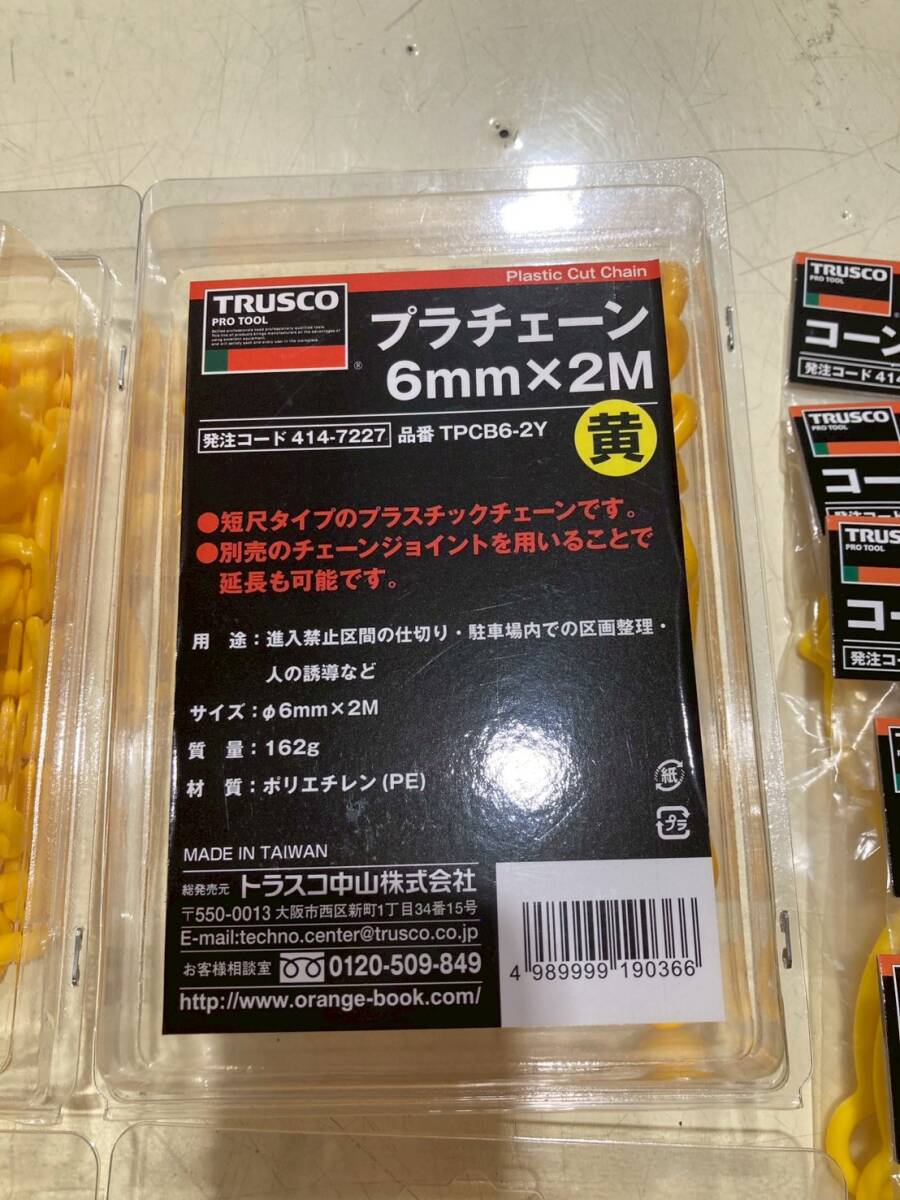 Plastic Cut Chain
TRUSCO
PRO TOOL
®
プラチェーン
6mm×2M
発注コード 414-7227 品番 TPCB6-2Y
黄
●短尺タイプのプラスチックチェーンです。
●別売のチェーンジョイントを用いることで
延長も可能です。
用 途：進入禁止区間の仕切り・駐車場内での区画整理・
人の誘導など
サイズ：φ6mm×2M
質 量：162g
材 質：ポリエチレン(PE)
紙
プラ
MADE IN TAIWAN
総発売元 トラスコ中山株式会社
〒550-0013 大阪市西区新町1丁目34番15号
E-mail:techno.center@trusco.co.jp
お客様相談室 0120-509-849
http://www.orange-book.com/
4 989999 190366
TRUSCO
PRO TOOL
コーン
発注コード 414
TRUSCO
PRO TOOL
コー
発注コード
TRUS
PRO TOOL
コー
発注コー